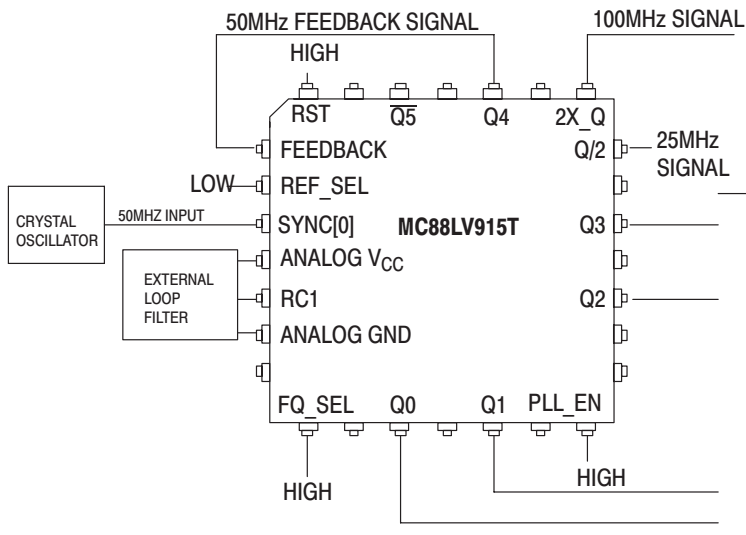 50MHz FEEDBACK SIGNAL
100MHz SIGNAL
HIGH
RST
Q5
Q4
2X_Q
FEEDBACK
Q/2
25MHz
SIGNAL
LOW
REF_SEL
CRYSTAL
OSCILLATOR
50MHZ INPUT
SYNC[0]
MC88LV915T
Q3
ANALOG VCC
EXTERNAL
LOOP
FILTER
RC1
Q2
ANALOG GND
FQ_SEL
Q0
Q1
PLL_EN
HIGH
HIGH